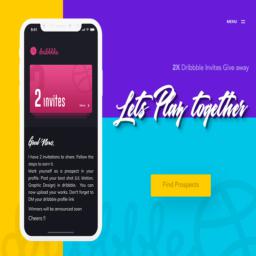 9:41
dribbble
2 invites
Good News,
I have 2 invitations to share. Follow the
steps to earn it.
Mark yourself as a prospect in your
profile. Past your best shot (UI, Motion,
Graphic Design) in dribbble. You can
now upload your works. Don't forget to
DM your dribbble profile link
Winners will be announced soon
Cheers !!
MENU
2X Dribbble Invites Give away
Lets Play together
Find Prospects
dribbble